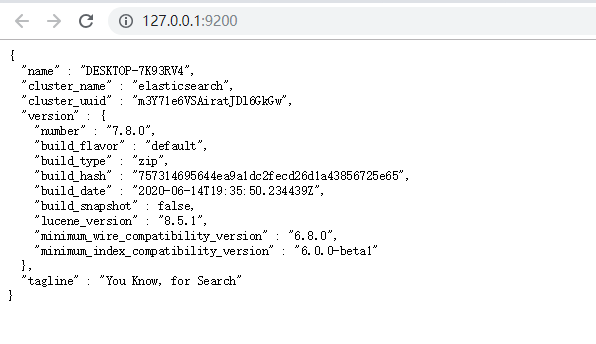 127.0.0.1:9200
{
  "name" : "DESKTOP-7K93RV4",
  "cluster_name" : "elasticsearch",
  "cluster_uuid" : "m3Y71e6VSAiratJDl6GkGw",
  "version" : {
    "number" : "7.8.0",
    "build_flavor" : "default",
    "build_type" : "zip",
    "build_hash" : "757314695644ea9a1dc2fecd26d1a43856725e65",
    "build_date" : "2020-06-14T19:35:50.234439Z",
    "build_snapshot" : false,
    "lucene_version" : "8.5.1",
    "minimum_wire_compatibility_version" : "6.8.0",
    "minimum_index_compatibility_version" : "6.0.0-beta1"
  },
  "tagline" : "You Know, for Search"
}